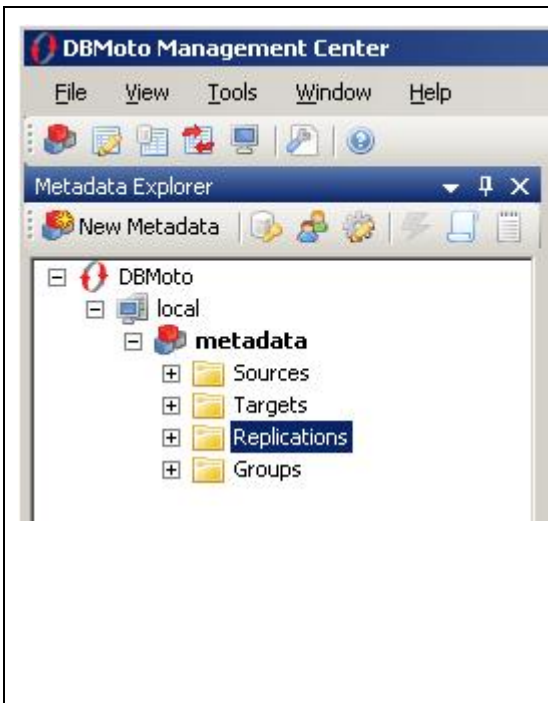 DBMoto Management Center
File View Tools Window Help
Metadata Explorer
New Metadata
DBMoto
local
metadata
Sources
Targets
Replications
Groups